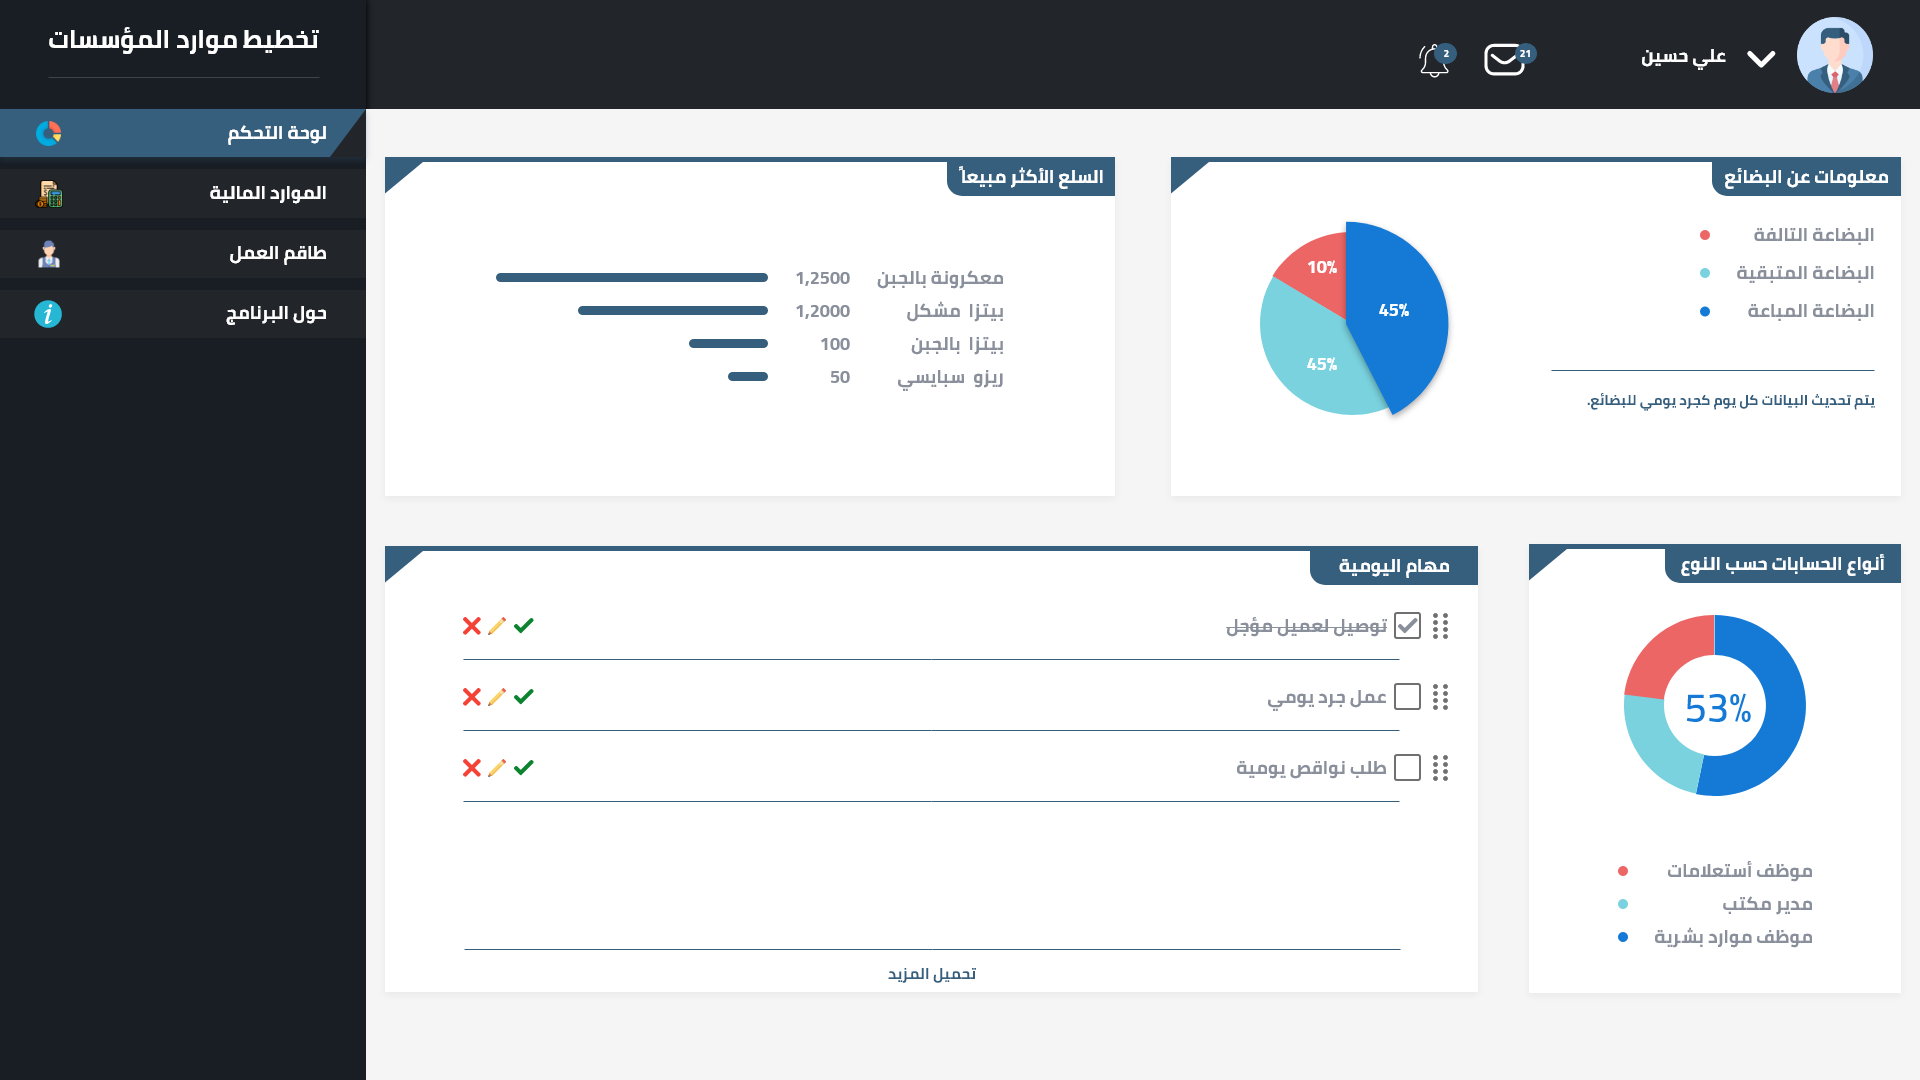 علي حسين
21
2
تخطيط موارد المؤسسات
لوحة التحكم
الموارد المالية
طاقم العمل
حول البرنامج
معلومات عن البضائع
البضاعة التالفة
البضاعة المتبقية
البضاعة المباعة
يتم تحديث البيانات كل يوم كجرد يومي للبضائع.
10%
45%
45%
السلع الأكثر مبيعاً
معكرونة بالجبن 1,2500
بيتزا مشكل 1,2000
بيتزا بالجبن 100
ريزو سبايسي 50
أنواع الحسابات حسب النوع
53%
موظف أستعلامات
مدير مكتب
موظف موارد بشرية
مهام اليومية
توصيل لعميل مؤجل
عمل جرد يومي
طلب نواقص يومية
تحميل المزيد